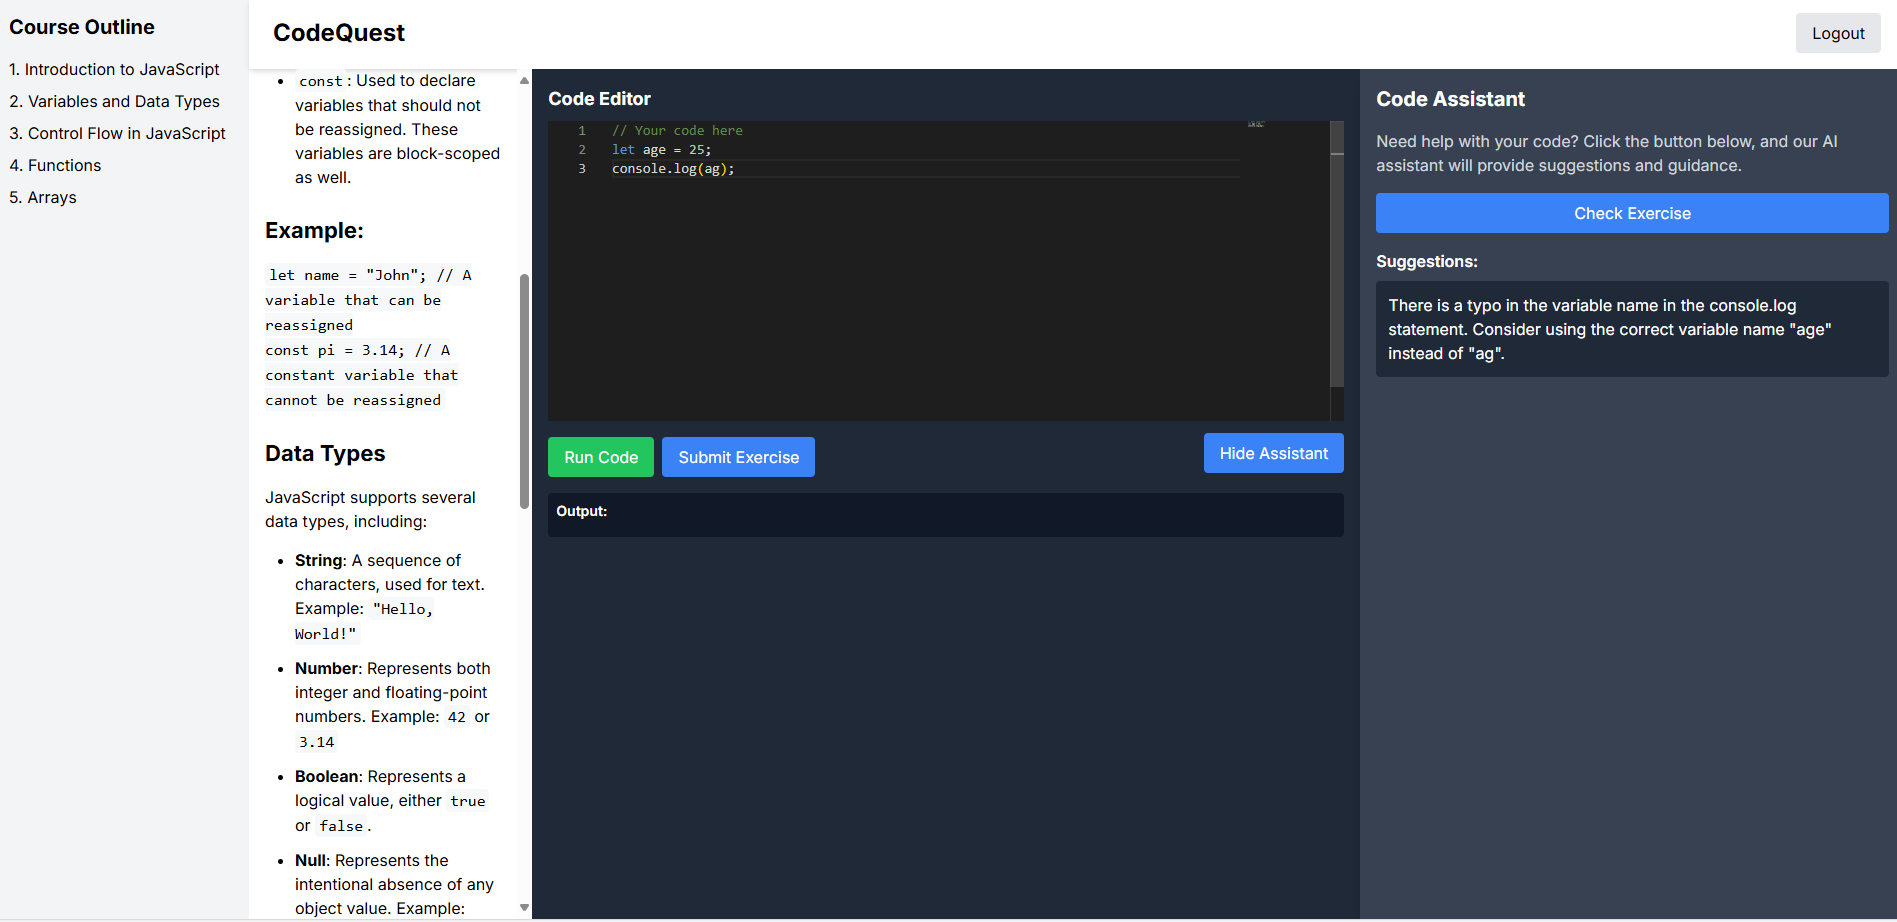 Course Outline
1. Introduction to JavaScript
2. Variables and Data Types
3. Control Flow in JavaScript
4. Functions
5. Arrays
CodeQuest
Logout
• const : Used to declare
variables that should not
be reassigned. These
variables are block-scoped
as well.
Example:
let name = "John"; // A
variable that can be
reassigned
const pi = 3.14; // A
constant variable that
cannot be reassigned
Data Types
JavaScript supports several
data types, including:
• String: A sequence of
characters, used for text.
Example: "Hello,
World!"
• Number: Represents both
integer and floating-point
numbers. Example: 42 or
3.14
• Boolean: Represents a
logical value, either true
or false .
• Null: Represents the
intentional absence of any
object value. Example:
Code Editor
1 // Your code here
2 let age = 25;
3 console.log(ag);
Run Code
Submit Exercise
Hide Assistant
Output:
Code Assistant
Need help with your code? Click the button below, and our AI
assistant will provide suggestions and guidance.
Check Exercise
Suggestions:
There is a typo in the variable name in the console.log
statement. Consider using the correct variable name "age"
instead of "ag".